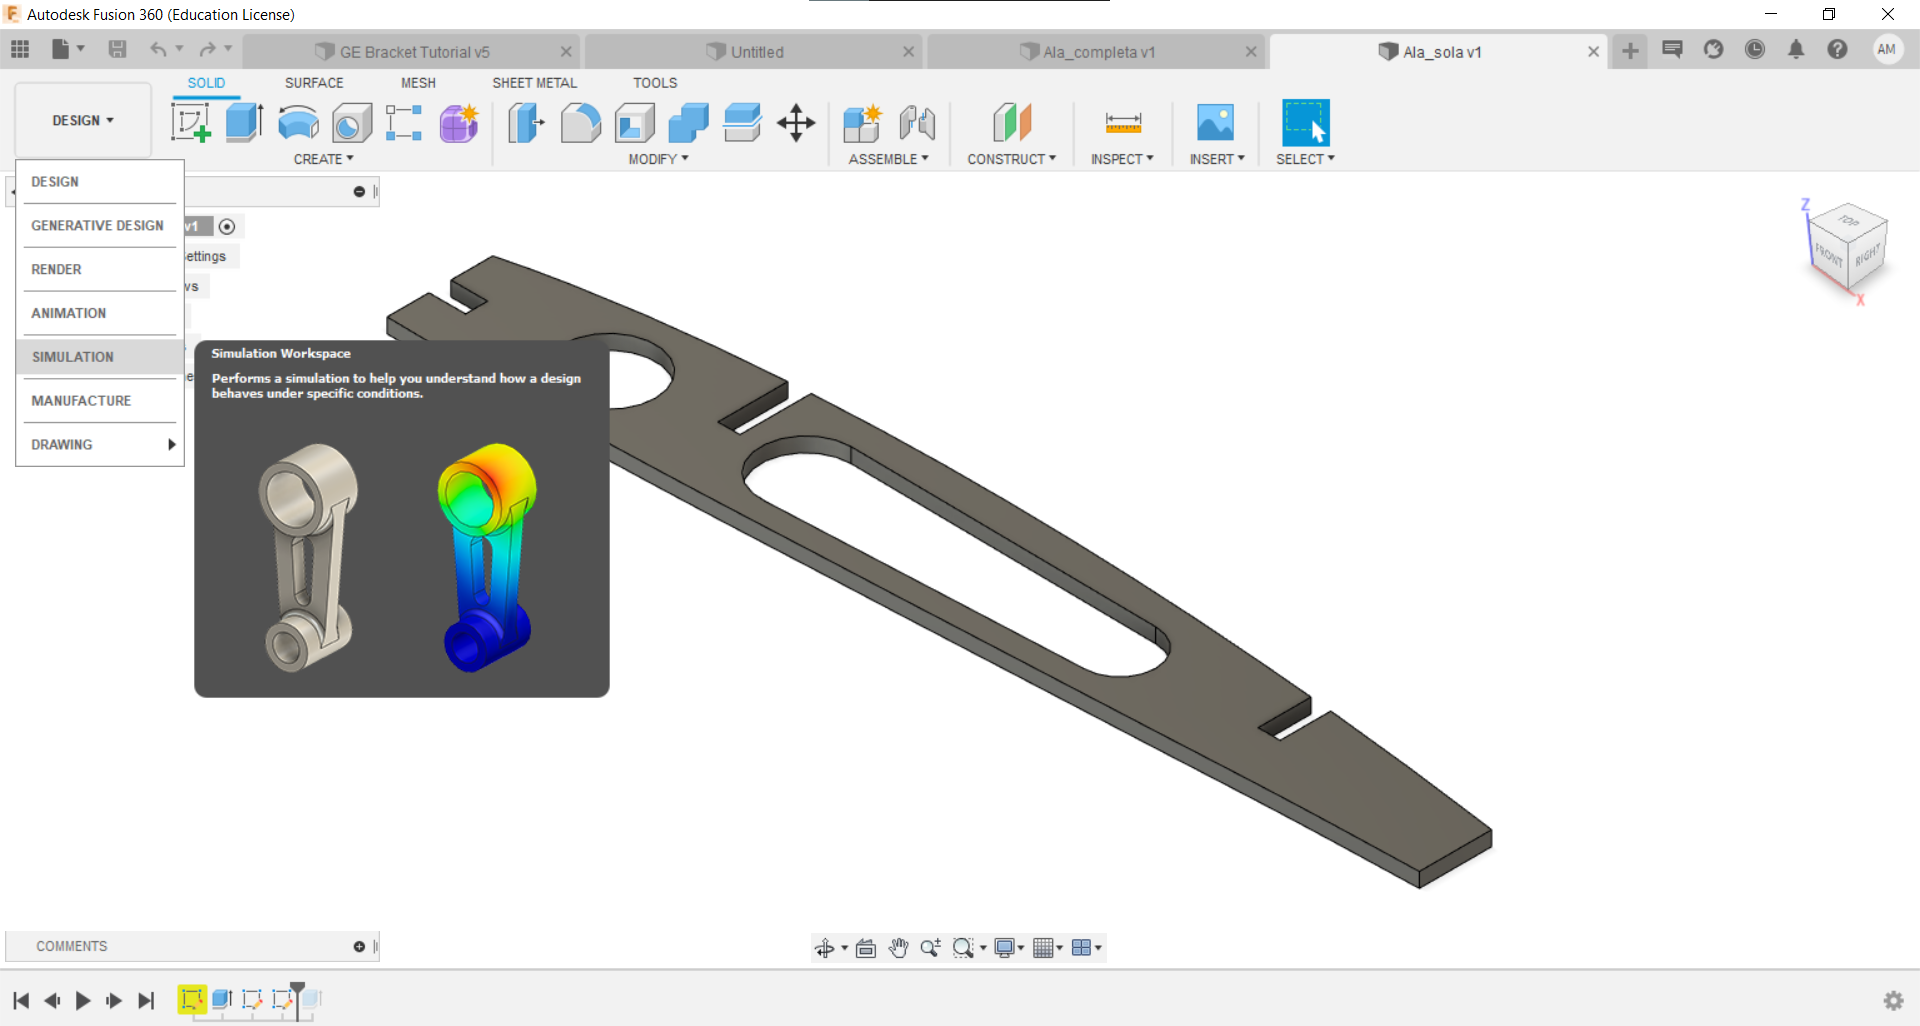 Autodesk Fusion 360 (Education License)
GE Bracket Tutorial v5
Untitled
Ala_completa v1
Ala_sola v1
AM
SOLID SURFACE MESH SHEET METAL TOOLS
DESIGN
CREATE MODIFY ASSEMBLE CONSTRUCT INSPECT INSERT SELECT
DESIGN
GENERATIVE DESIGN
RENDER
ANIMATION
SIMULATION
MANUFACTURE
DRAWING
v1
ettings
ws
Simulation Workspace
Performs a simulation to help you understand how a design
behaves under specific conditions.
Z
TOP
FRONT
RIGHT
X
COMMENTS